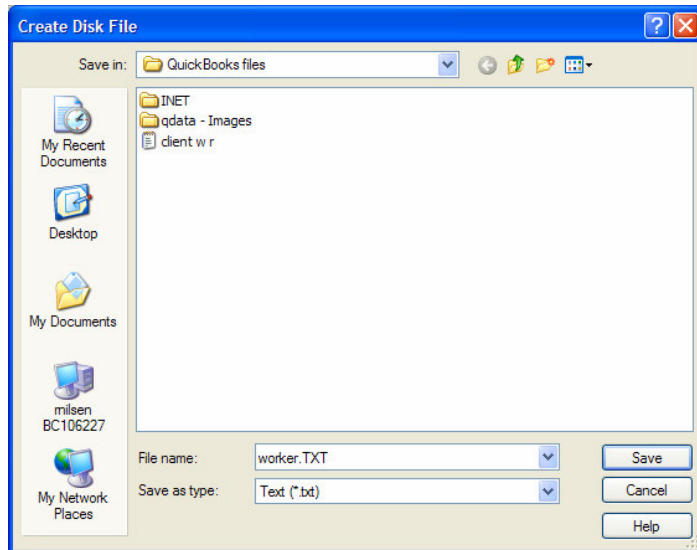 Create Disk File
Save in:
QuickBooks files
My Recent
Documents
Desktop
My Documents
milsen
BC106227
My Network
Places
INET
qdata - Images
client w r
File name:
worker.TXT
Save
Save as type:
Text (*.txt)
Cancel
Help